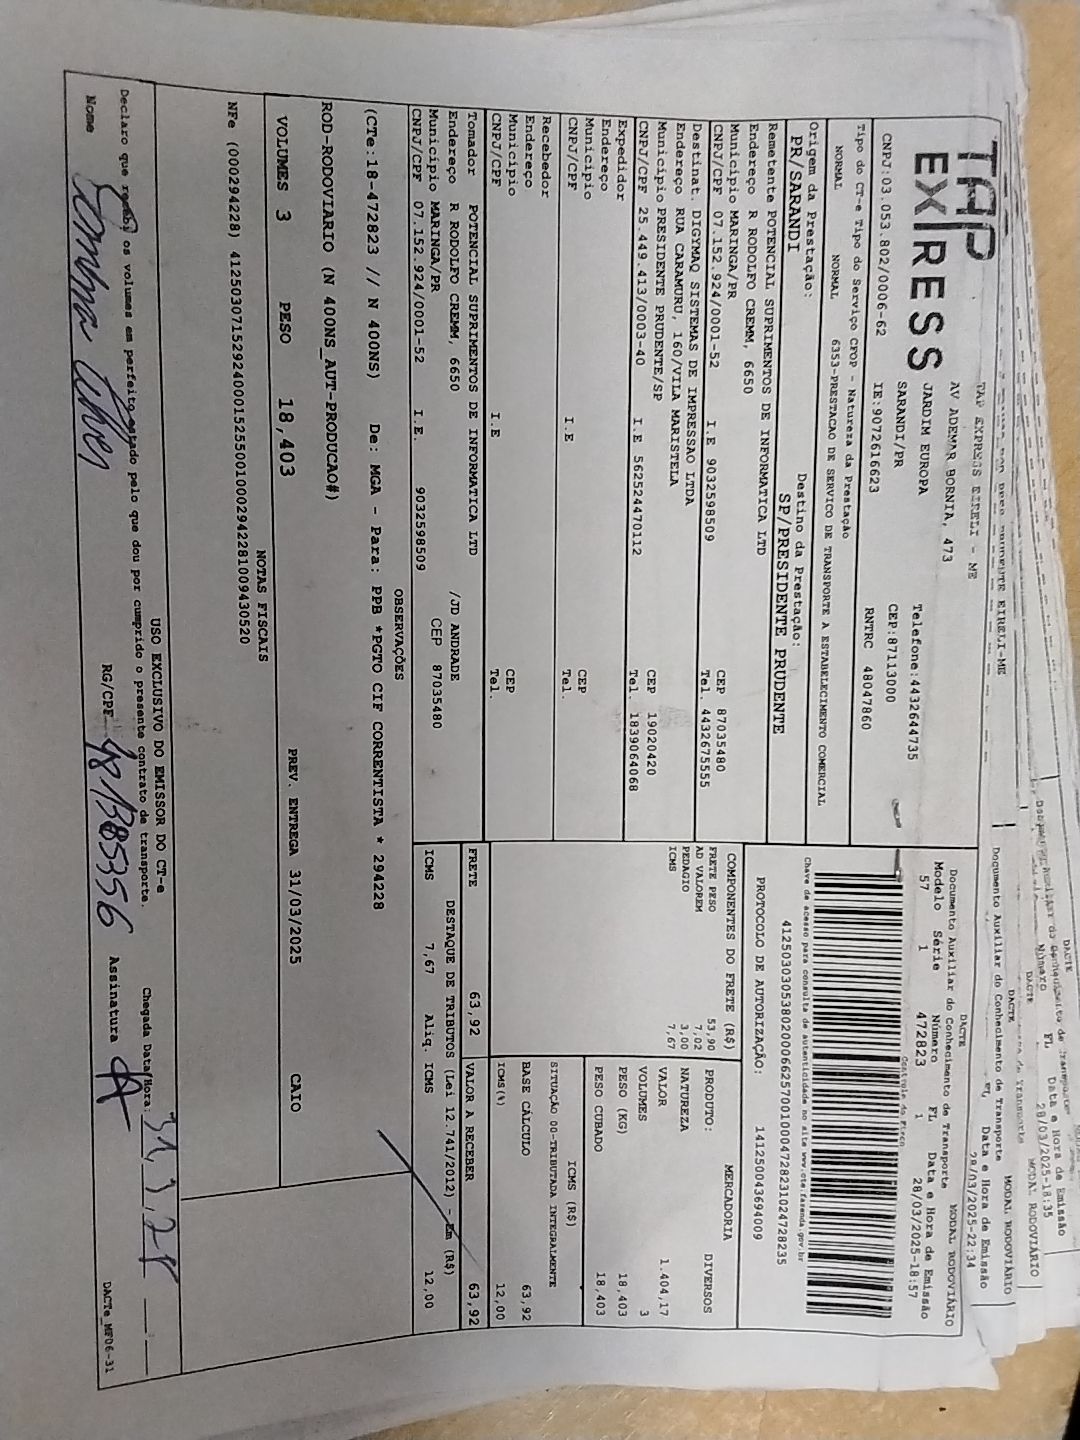 TAP EXPRESS
TAP EXPRESS EIRELI - ME
AV ADEMAR BORNIA, 473
JARDIM EUROPA
SARANDI/PR
Telefone:4432644735
CEP:87113000
CNPJ:03.053.802/0006-62
IE:9072616623
RNTRC 48047860
DACTE
Documento Auxiliar do Conhecimento de Transporte
MODAL RODOVIÁRIO
Modelo Série Número FL Data e Hora de Emissão
57 1 472823 1 28/03/2025-18:57
Controle do Fisco
Chave de acesso para consulta de autenticidade no site www.cte.fazenda.gov.br
41250303053802000662570010004728231024728235
PROTOCOLO DE AUTORIZAÇÃO: 141250043694009
Tipo do CT-e Tipo do Serviço CFOP - Natureza da Prestação
NORMAL NORMAL 6353-PRESTACAO DE SERVICO DE TRANSPORTE A ESTABELECIMENTO COMERCIAL
Origem da Prestação: Destino da Prestação:
PR/SARANDI SP/PRESIDENTE PRUDENTE
Remetente POTENCIAL SUPRIMENTOS DE INFORMATICA LTD
Endereço R RODOLFO CREMM, 6650
Município MARINGA/PR CEP 87035480
CNPJ/CPF 07.152.924/0001-52 I.E 9032598509 Tel. 4432675555
Destinat. DIGYMAQ SISTEMAS DE IMPRESSAO LTDA
Endereço RUA CARAMURU, 160/VILA MARISTELA
Município PRESIDENTE PRUDENTE/SP CEP 19020420
CNPJ/CPF 25.449.413/0003-40 I.E 562524470112 Tel. 1839064068
Expedidor
Endereço
Município CEP
CNPJ/CPF I.E Tel.
Recebedor
Endereço
Município CEP
CNPJ/CPF I.E Tel.
Tomador POTENCIAL SUPRIMENTOS DE INFORMATICA LTD
Endereço R RODOLFO CREMM, 6650 /JD ANDRADE
Município MARINGA/PR CEP 87035480
CNPJ/CPF 07.152.924/0001-52 I.E. 9032598509
COMPONENTES DO FRETE (R$)
FRETE PESO 53,90
AD VALOREM 7,02
PEDAGIO 3,00
ICMS 7,67
MERCADORIA
PRODUTO: DIVERSOS
NATUREZA
VALOR 1.404,17
VOLUMES 3
PESO (KG) 18,403
PESO CUBADO 18,403
ICMS (R$)
SITUAÇÃO 00-TRIBUTADA INTEGRALMENTE
BASE CÁLCULO 63,92
ICMS(%) 12,00
FRETE 63,92 VALOR A RECEBER 63,92
DESTAQUE DE TRIBUTOS (Lei 12.741/2012) - Em (R$)
ICMS 7,67 Aliq. ICMS 12,00
OBSERVAÇÕES
(CTe:18-472823 // N 400NS) De: MGA - Para: PPB *PGTO CIF CORRENTISTA * 294228
ROD-RODOVIARIO (N 400NS_AUT-PRODUCAO#)
VOLUMES 3 PESO 18,403 PREV. ENTREGA 31/03/2025 CAIO
NOTAS FISCAIS
NFe (000294228) 41250307152924000152550010002942281009430520
USO EXCLUSIVO DO EMISSOR DO CT-e
Declaro que recebi os volumes em perfeito estado pelo que dou por cumprido o presente contrato de transporte.
Chegada Data/Hora:
Nome RG/CPF 481385356 Assinatura
DACTe_MF06-31